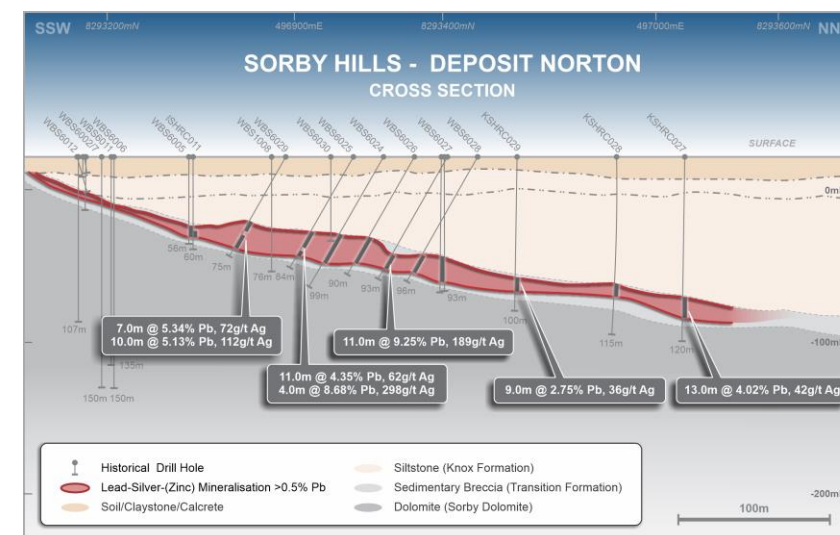 SSW 8293200mN 496900mE 8293400mN 497000mE 8293600mN NN
SORBY HILLS - DEPOSIT NORTON
CROSS SECTION
WBS6012 WBS6002/7 WBS6011 WBS6006 WBS6005 ISHRC011 WBS1008 WBS6029 WBS6030 WBS6025 WBS6024 WBS6026 WBS6027 WBS6028 KSHRC029 KSHRC028 KSHRC027
SURFACE
0m
56m
60m
75m
76m 84m
99m
90m
93m
96m
93m
100m
107m
115m
120m
-100m
135m
150m 150m
7.0m @ 5.34% Pb, 72g/t Ag
10.0m @ 5.13% Pb, 112g/t Ag
11.0m @ 9.25% Pb, 189g/t Ag
11.0m @ 4.35% Pb, 62g/t Ag
4.0m @ 8.68% Pb, 298g/t Ag
9.0m @ 2.75% Pb, 36g/t Ag
13.0m @ 4.02% Pb, 42g/t Ag
Historical Drill Hole
Lead-Silver-(Zinc) Mineralisation >0.5% Pb
Soil/Claystone/Calcrete
Siltstone (Knox Formation)
Sedimentary Breccia (Transition Formation)
Dolomite (Sorby Dolomite)
-200m
100m